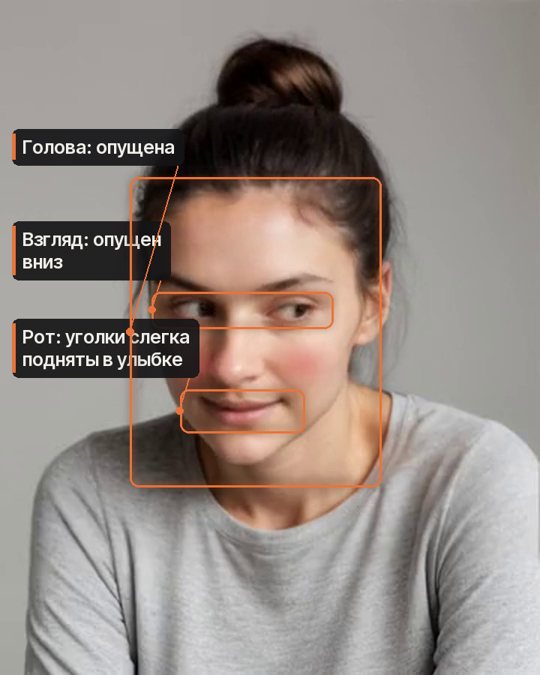 Голова: опущена
Взгляд: опущен
вниз
Рот: уголки слегка
подняты в улыбке